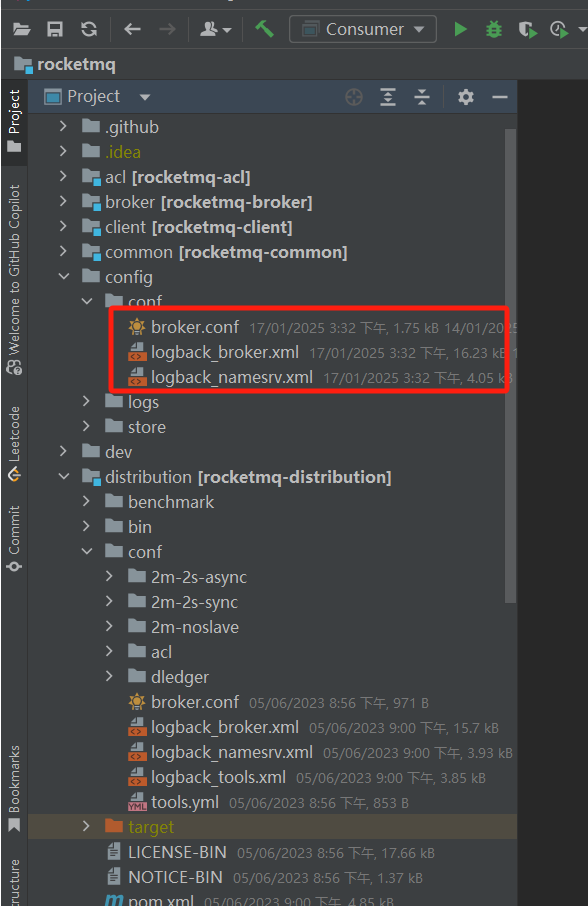 Consumer
rocketmq
Project
.github
.idea
acl [rocketmq-acl]
broker [rocketmq-broker]
client [rocketmq-client]
common [rocketmq-common]
config
conf
broker.conf 17/01/2025 3:32 下午, 1.75 kB 14/01/2025
logback_broker.xml 17/01/2025 3:32 下午, 16.23 kB 1
logback_namesrv.xml 17/01/2025 3:32 下午, 4.05 kB
logs
store
dev
distribution [rocketmq-distribution]
benchmark
bin
conf
2m-2s-async
2m-2s-sync
2m-noslave
acl
dledger
broker.conf 05/06/2023 8:56 下午, 971 B
logback_broker.xml 05/06/2023 9:00 下午, 15.7 kB
logback_namesrv.xml 05/06/2023 9:00 下午, 3.93 kB
logback_tools.xml 05/06/2023 9:00 下午, 3.85 kB
tools.yml 05/06/2023 8:56 下午, 853 B
target
LICENSE-BIN 05/06/2023 8:56 下午, 17.66 kB
NOTICE-BIN 05/06/2023 8:56 下午, 1.37 kB
pom.xml 05/06/2023 9:00 下午, 4.85 kB
Project
Welcome to GitHub Copilot
Leetcode
Commit
Bookmarks
ructure